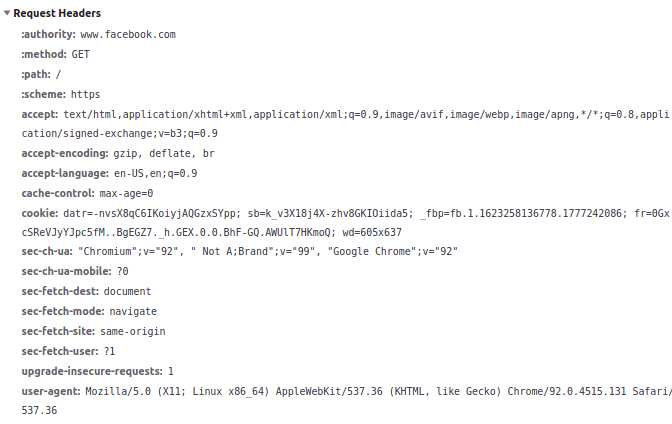 Request Headers
:authority: www.facebook.com
:method: GET
:path: /
:scheme: https
accept: text/html,application/xhtml+xml,application/xml;q=0.9,image/avif,image/webp,image/apng,*/*;q=0.8,appli
cation/signed-exchange;v=b3;q=0.9
accept-encoding: gzip, deflate, br
accept-language: en-US,en;q=0.9
cache-control: max-age=0
cookie: datr=-nvsX8qC6IKoiyjAQGzxSYpp; sb=k_v3X18j4X-zhv8GKIOiida5; _fbp=fb.1.1623258136778.1777242086; fr=0Gx
cSReVJyYJpc5fM..BgEGZ7._h.GEX.0.0.BhF-GQ.AWUlT7HKmoQ; wd=605x637
sec-ch-ua: "Chromium";v="92", " Not A;Brand";v="99", "Google Chrome";v="92"
sec-ch-ua-mobile: ?0
sec-fetch-dest: document
sec-fetch-mode: navigate
sec-fetch-site: same-origin
sec-fetch-user: ?1
upgrade-insecure-requests: 1
user-agent: Mozilla/5.0 (X11; Linux x86_64) AppleWebKit/537.36 (KHTML, like Gecko) Chrome/92.0.4515.131 Safari/
537.36